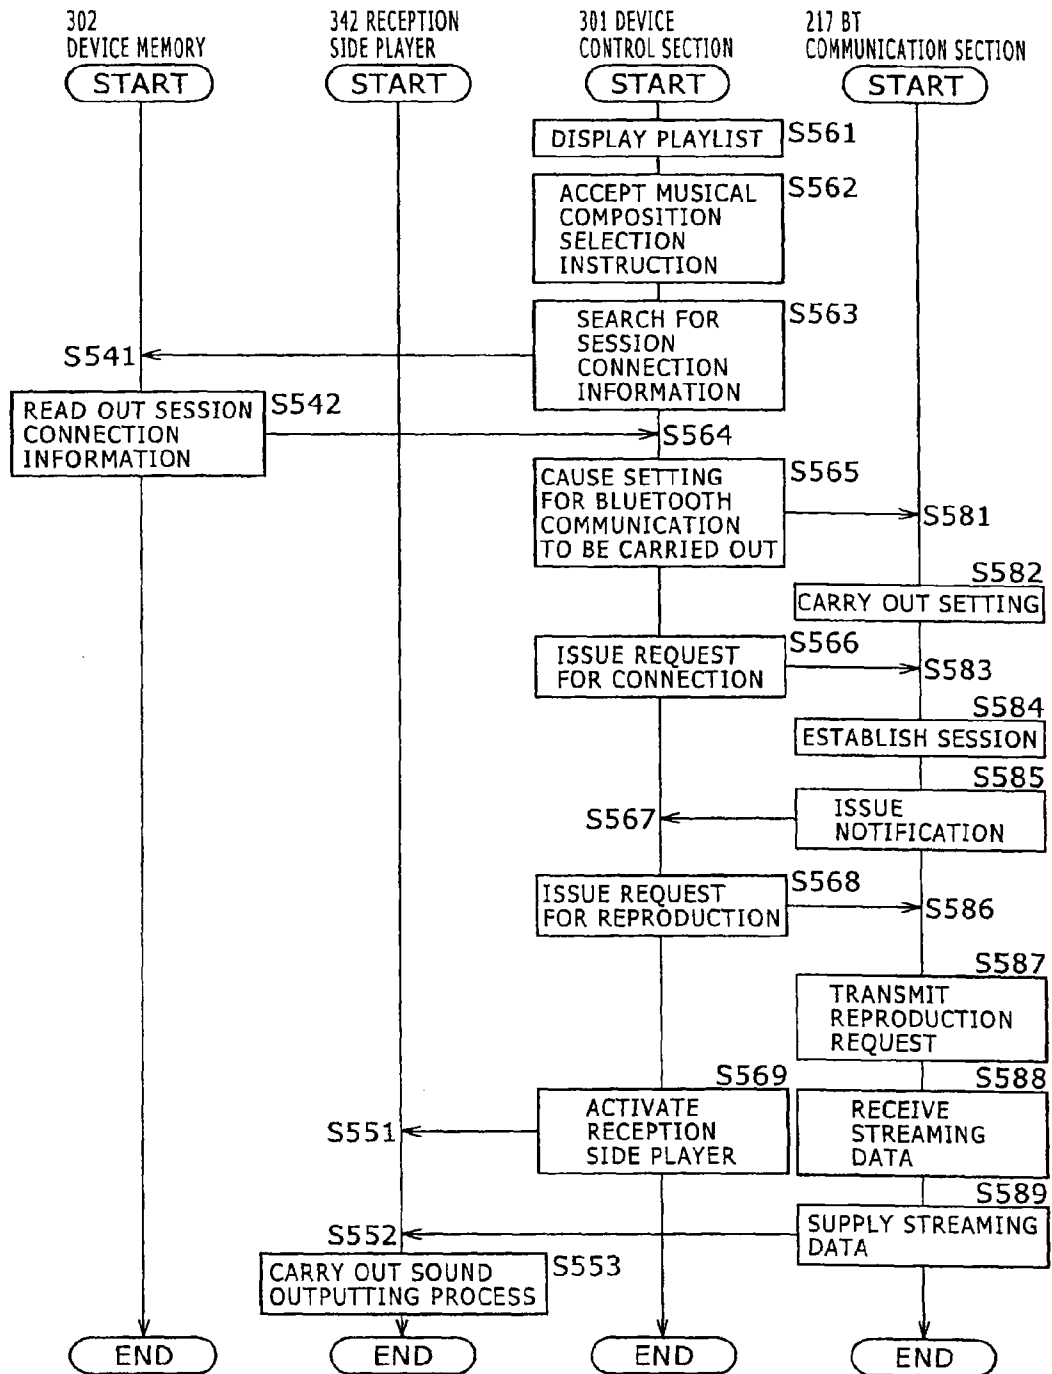 302
DEVICE MEMORY
342 RECEPTION
SIDE PLAYER
301 DEVICE
CONTROL SECTION
217 BT
COMMUNICATION SECTION
START
START
START
START
DISPLAY PLAYLIST
S561
ACCEPT MUSICAL
COMPOSITION
SELECTION
INSTRUCTION
S562
SEARCH FOR
SESSION
CONNECTION
INFORMATION
S563
S541
READ OUT SESSION
CONNECTION
INFORMATION
S542
S564
CAUSE SETTING
FOR BLUETOOTH
COMMUNICATION
TO BE CARRIED OUT
S565
S581
S582
CARRY OUT SETTING
ISSUE REQUEST
FOR CONNECTION
S566
S583
S584
ESTABLISH SESSION
S585
ISSUE
NOTIFICATION
S567
ISSUE REQUEST
FOR REPRODUCTION
S568
S586
S587
TRANSMIT
REPRODUCTION
REQUEST
S569
ACTIVATE
RECEPTION
SIDE PLAYER
S551
S588
RECEIVE
STREAMING
DATA
S589
SUPPLY STREAMING
DATA
S552
CARRY OUT SOUND
OUTPUTTING PROCESS
S553
END
END
END
END